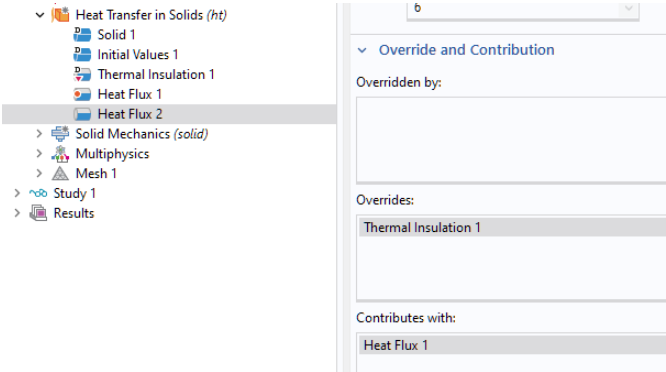 Heat Transfer in Solids (ht)
Solid 1
Initial Values 1
Thermal Insulation 1
Heat Flux 1
Heat Flux 2
Solid Mechanics (solid)
Multiphysics
Mesh 1
Study 1
Results
6
Override and Contribution
Overridden by:
Overrides:
Thermal Insulation 1
Contributes with:
Heat Flux 1